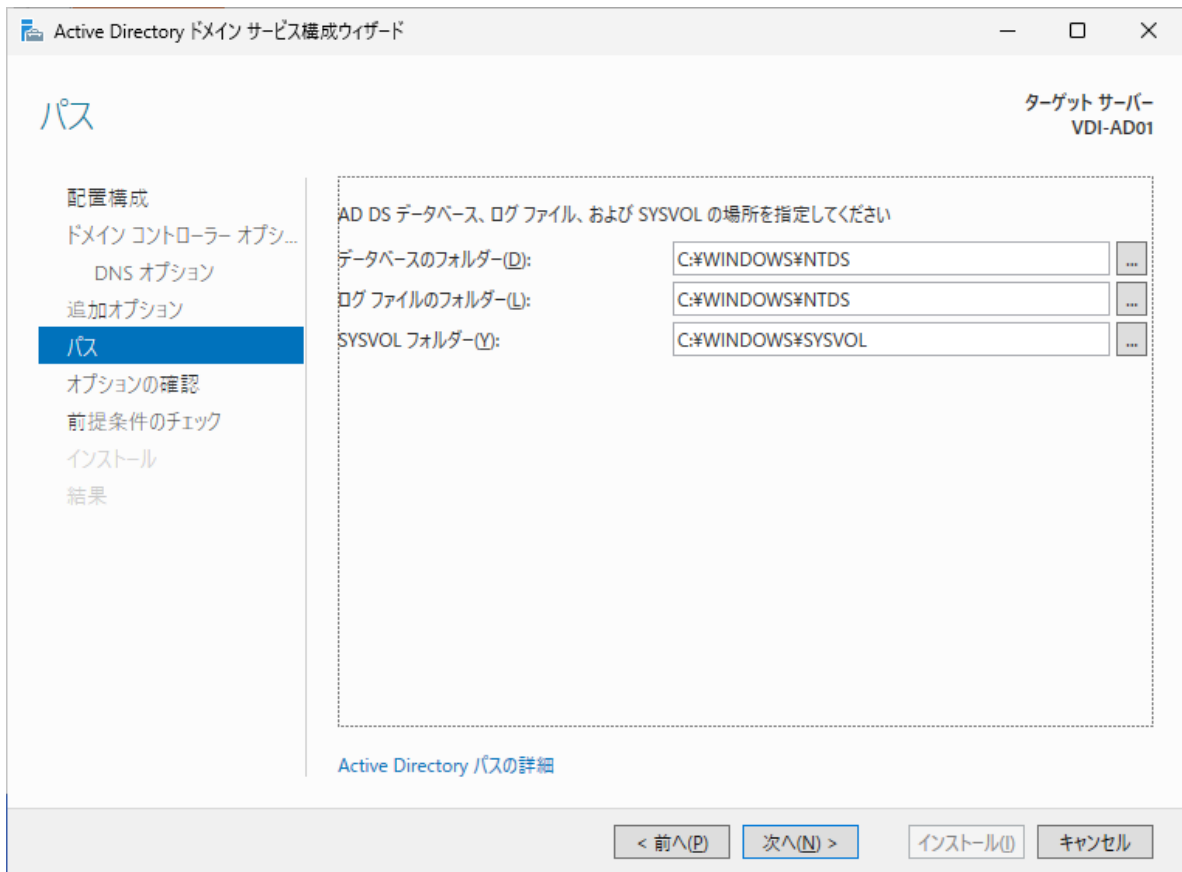 Active Directory ドメイン サービス構成ウィザード
パス
ターゲット サーバー
VDI-AD01
配置構成
ドメイン コントローラー オプシ...
DNS オプション
追加オプション
パス
オプションの確認
前提条件のチェック
インストール
結果
AD DS データベース、ログ ファイル、および SYSVOL の場所を指定してください
データベースのフォルダー(D): C:¥WINDOWS¥NTDS ...
ログ ファイルのフォルダー(L): C:¥WINDOWS¥NTDS ...
SYSVOL フォルダー(Y): C:¥WINDOWS¥SYSVOL ...
Active Directory パスの詳細
< 前へ(P) 次へ(N) > インストール(I) キャンセル